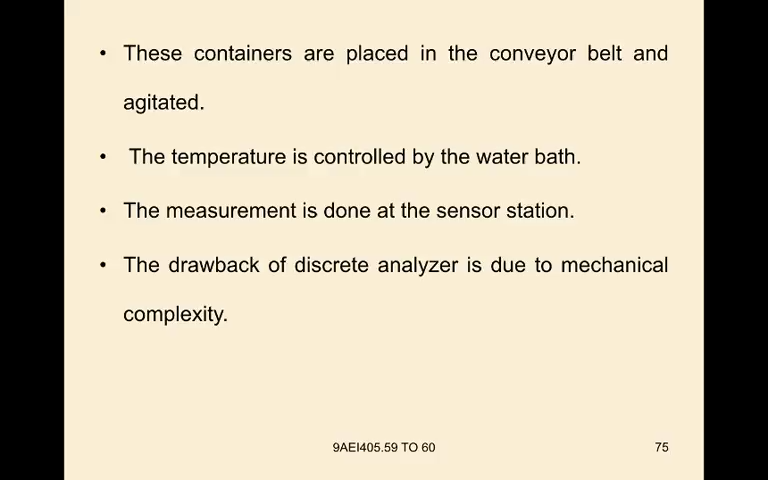 • These containers are placed in the conveyor belt and
agitated.
• The temperature is controlled by the water bath.
• The measurement is done at the sensor station.
• The drawback of discrete analyzer is due to mechanical
complexity.
9AEI405.59 TO 60
75